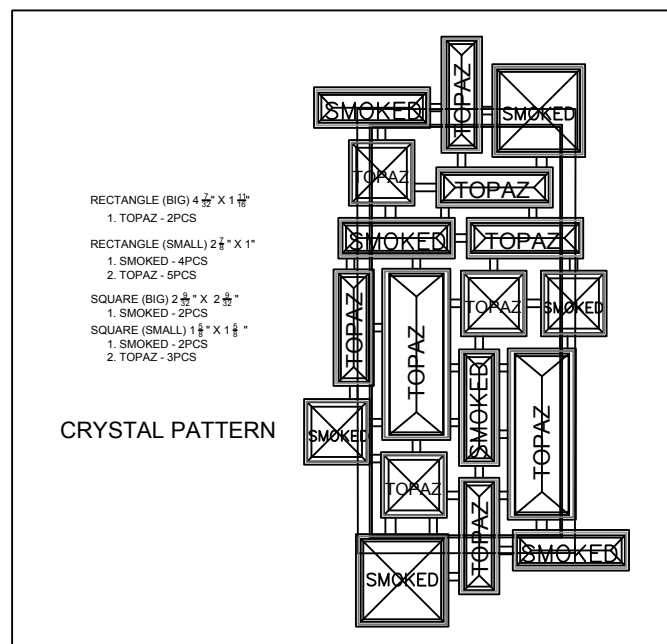 RECTANGLE (BIG) 4 7/32" X 1 11/16"
1. TOPAZ - 2PCS
RECTANGLE (SMALL) 2 7/8" X 1"
1. SMOKED - 4PCS
2. TOPAZ - 5PCS
SQUARE (BIG) 2 9/32" X 2 9/32"
1. SMOKED - 2PCS
SQUARE (SMALL) 1 5/8" X 1 5/8"
1. SMOKED - 2PCS
2. TOPAZ - 3PCS
CRYSTAL PATTERN
TOPAZ
SMOKED
SMOKED
TOPAZ
TOPAZ
SMOKED
TOPAZ
TOPAZ
TOPAZ
TOPAZ
SMOKED
SMOKED
TOPAZ
SMOKED
TOPAZ
TOPAZ
SMOKED
SMOKED